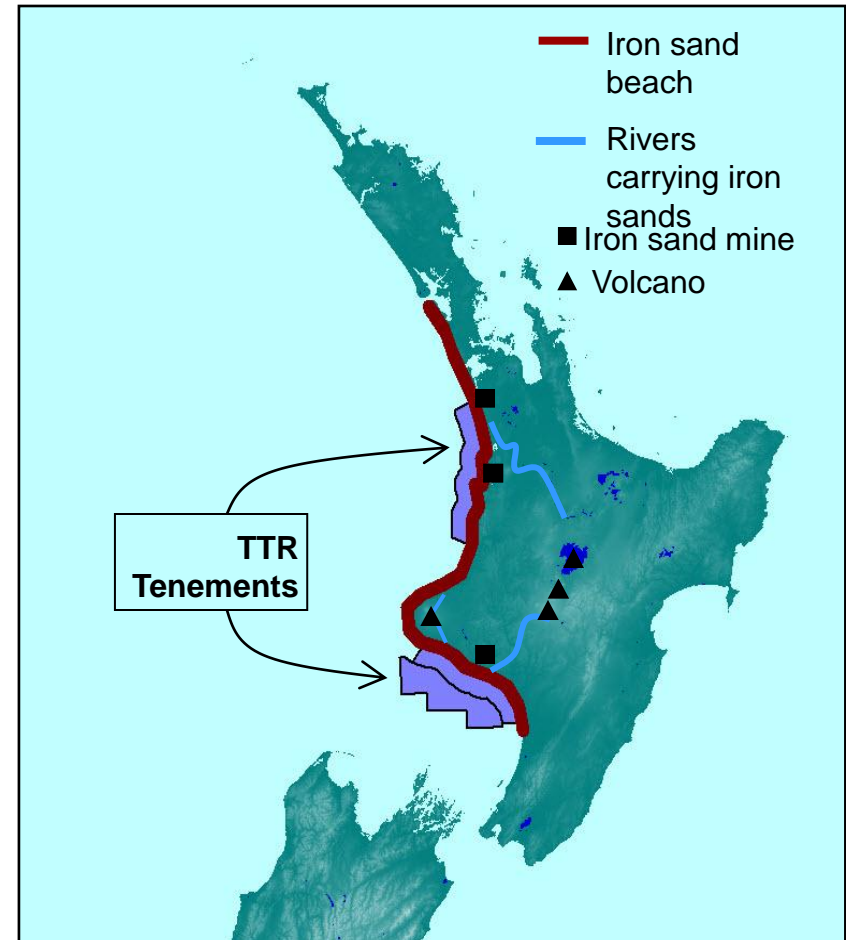 Iron sand
beach
Rivers
carrying iron
sands
Iron sand mine
Volcano
TTR
Tenements